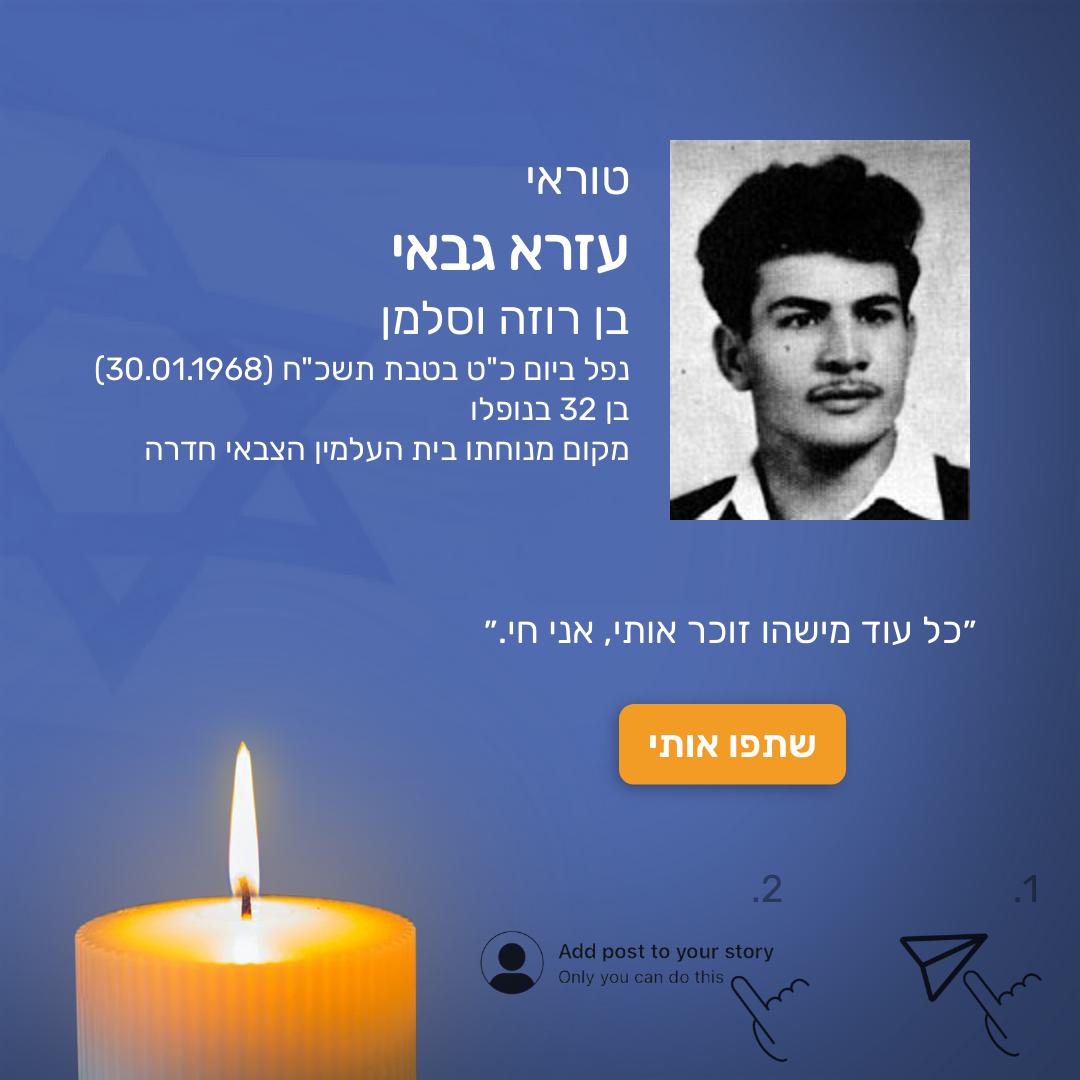 טוראי
עזרא גבאי
בן רוזה וסלמן
נפל ביום כ"ט בטבת תשכ"ח (30.01.1968)
בן 32 בנופלו
מקום מנוחתו בית העלמין הצבאי חדרה
״כל עוד מישהו זוכר אותי, אני חי.״
שתפו אותי
1.
2.
Add post to your story
Only you can do this